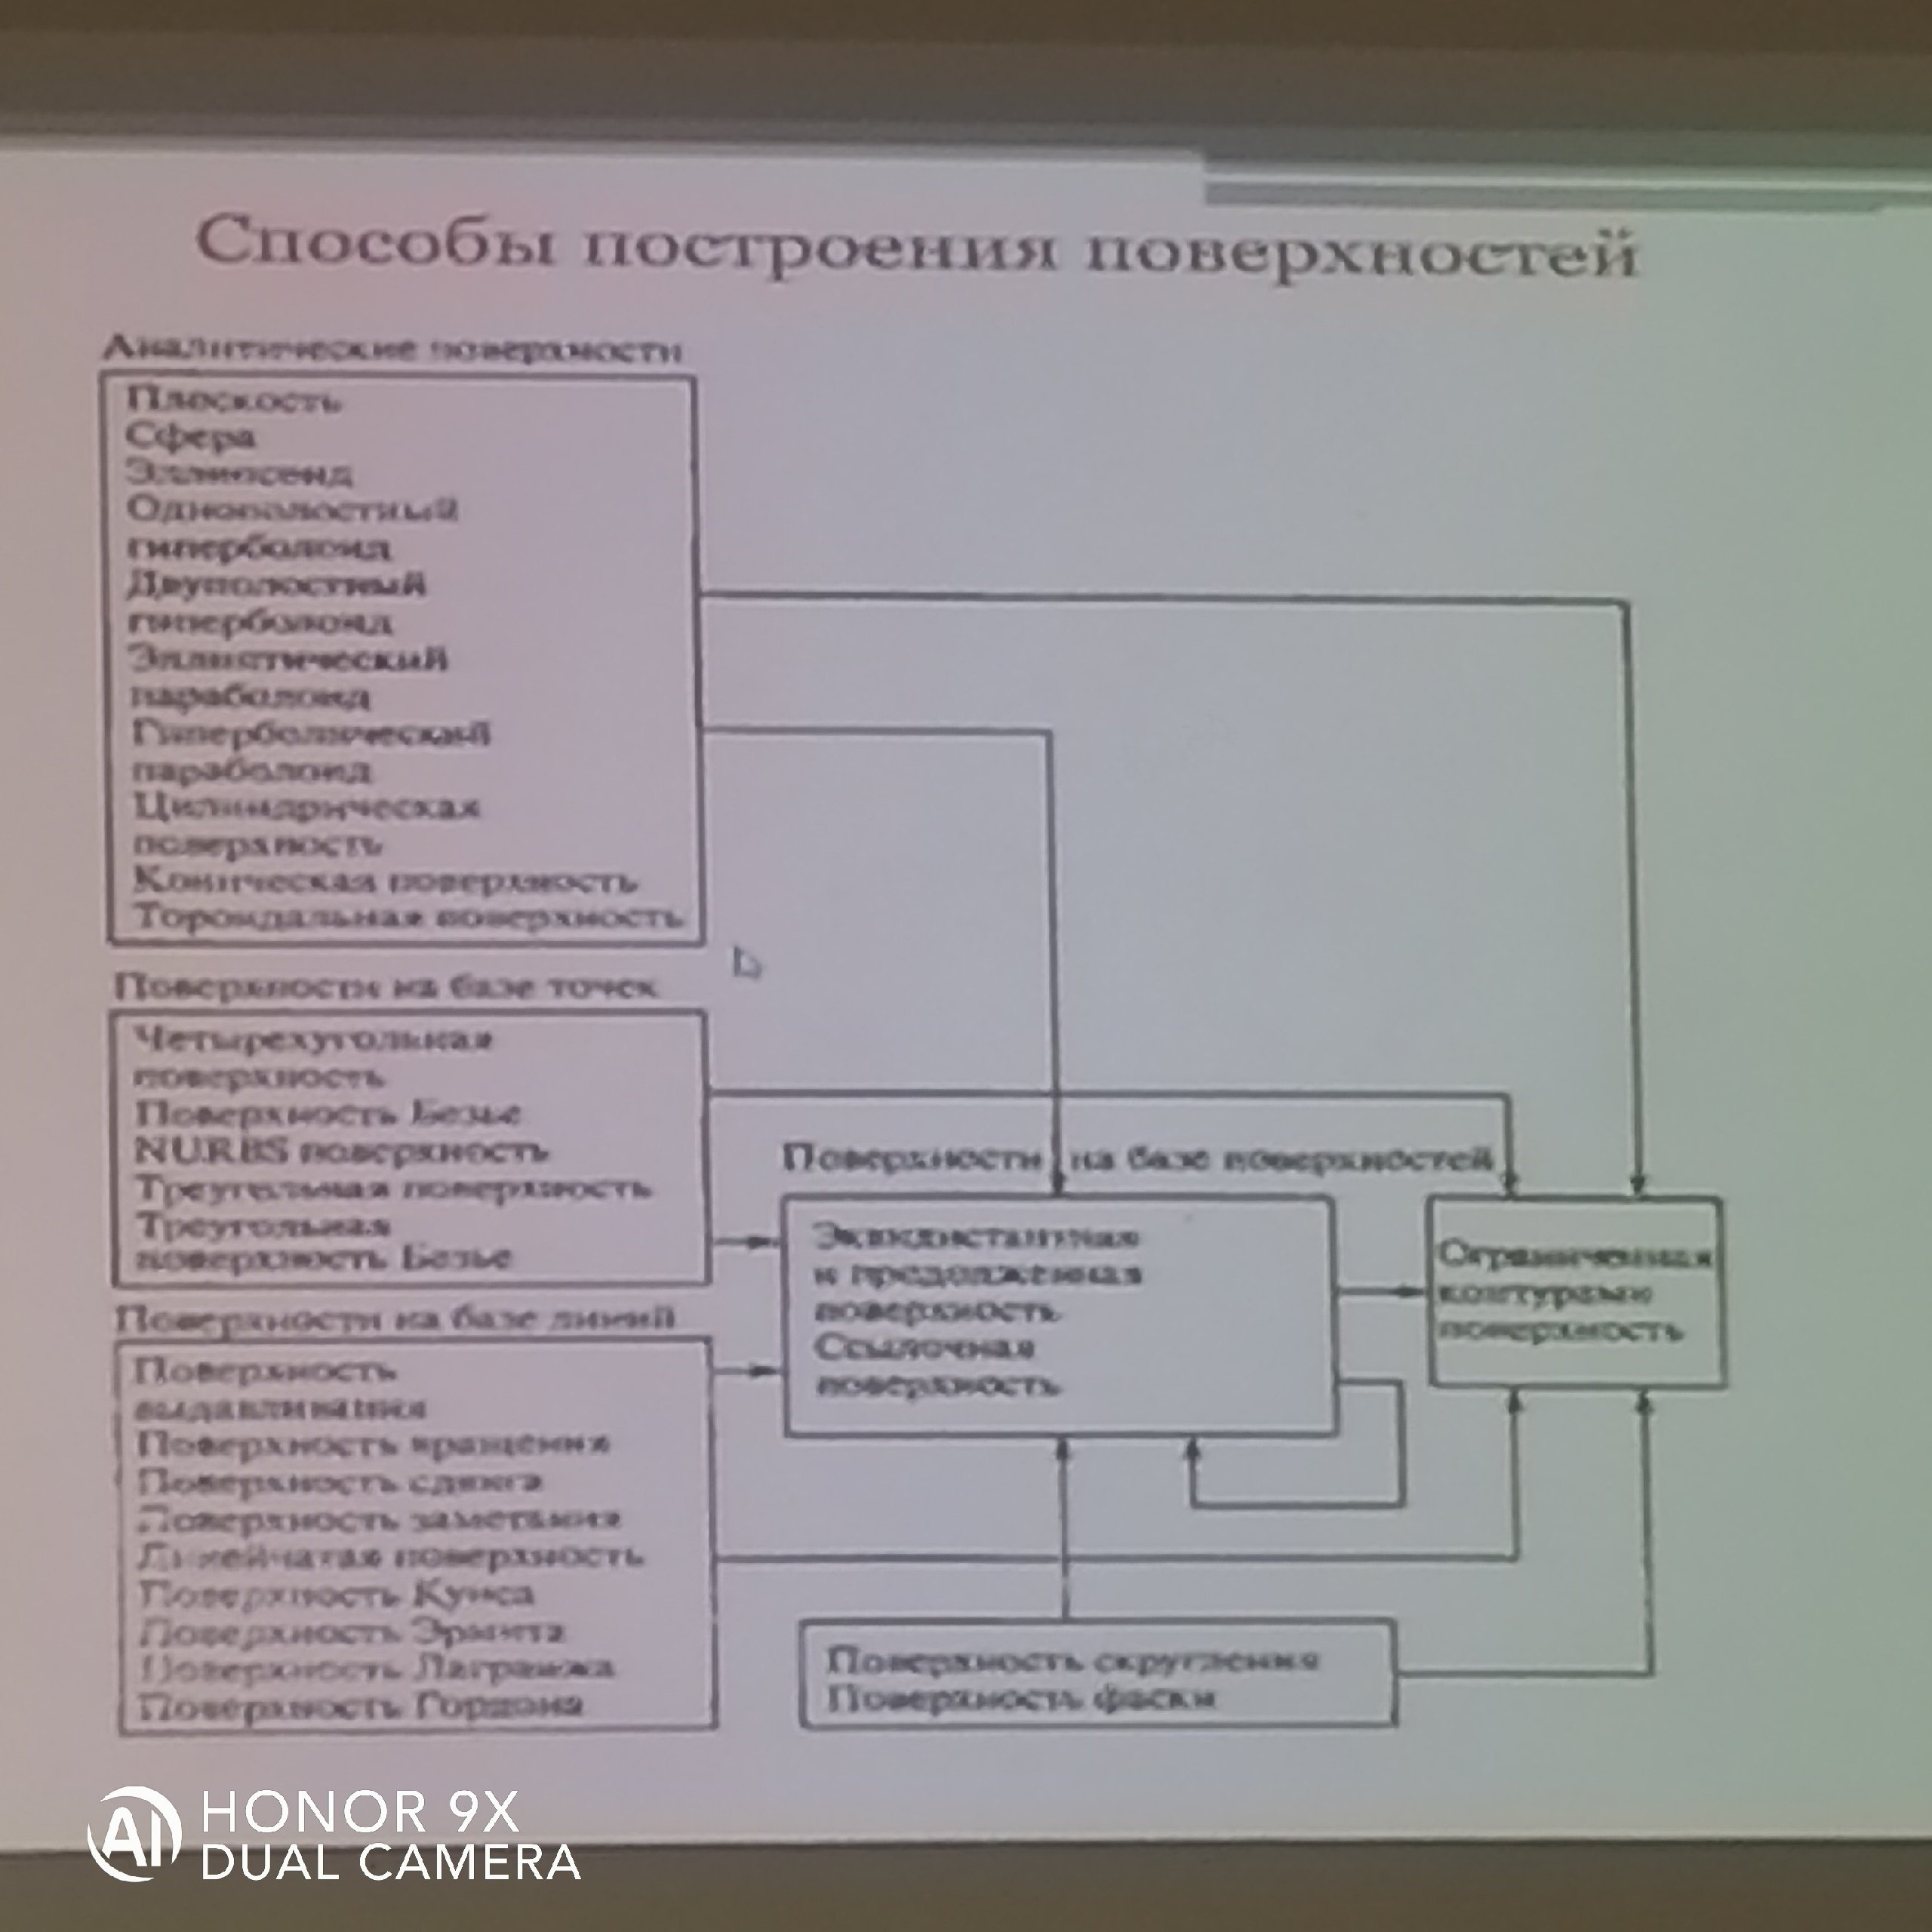 Способы построения поверхностей
Аналитические поверхности
Плоскость
Сфера
Эллипсоид
Однополостный
гиперболоид
Двуполостный
гиперболоид
Эллиптический
параболоид
Гиперболический
параболоид
Цилиндрическая
поверхность
Коническая поверхность
Тороидальная поверхность
Поверхности на базе точек
Четырехугольная
поверхность
Поверхность Безье
NURBS поверхность
Треугольная поверхность
Треугольная
поверхность Безье
Поверхности на базе линий
Поверхность
выдавливания
Поверхность вращения
Поверхность сдвига
Поверхность заметания
Линейчатая поверхность
Поверхность Кунса
Поверхность Эрмита
Поверхность Лагранжа
Поверхность Гордона
Поверхности на базе поверхностей
Эквидистантная
и продолженная
поверхность
Ссылочная
поверхность
Ограниченная
контурами
поверхность
Поверхность скругления
Поверхность фаски
AI HONOR 9X
DUAL CAMERA